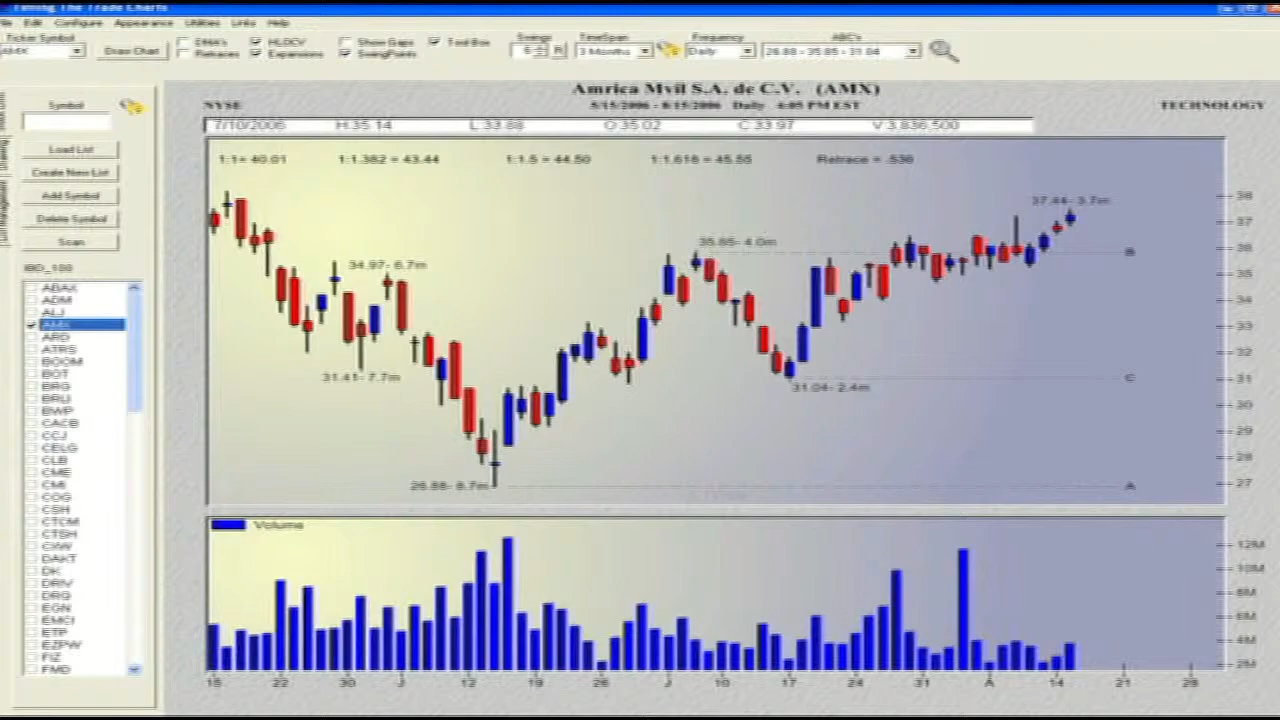 Timing The Trade Charts
File Edit Configure Appearance Utilities Links Help
Ticker Symbol
AMX
Draw Chart
DMA's
HLOCV
Show Gaps
Tool Box
Retraces
Expansions
SwingPoints
Swings
5
R
TimeSpan
3 Months
Frequency
Daily
ABC's
26.88 - 35.85 - 31.04
Amrica Mvil S.A. de C.V. (AMX)
NYSE
5/15/2006 - 8/15/2006 Daily 4:05 PM EST
TECHNOLOGY
7/10/2006 H:35.14 L:33.88 O:35.02 C:33.97 V:3,836,500
1:1= 40.01 1:1.382 = 43.44 1:1.5 = 44.50 1:1.618 = 45.55 Retrace = .536
Symbol
Load List
Create New List
Add Symbol
Delete Symbol
Scan
IBD_100
ABAX
ADM
ALJ
AMX
ARD
ATRS
BOOM
BOT
BRG
BRLI
BWP
CACB
CCJ
CELG
CLB
CME
CMI
COG
CSH
CTCM
CTSH
CXW
DAKT
DK
DRIV
DRQ
EGN
EMCI
ETP
EZPW
FIZ
FMD
37.44- 3.7m
35.85- 4.0m
34.97- 6.7m
31.41- 7.7m
31.04- 2.4m
26.88- 8.7m
B
C
A
38
37
36
35
34
33
32
31
30
29
28
27
Volume
12M
10M
8M
6M
4M
2M
15 22 30 J 12 19 26 J 10 17 24 31 A 14 21 28